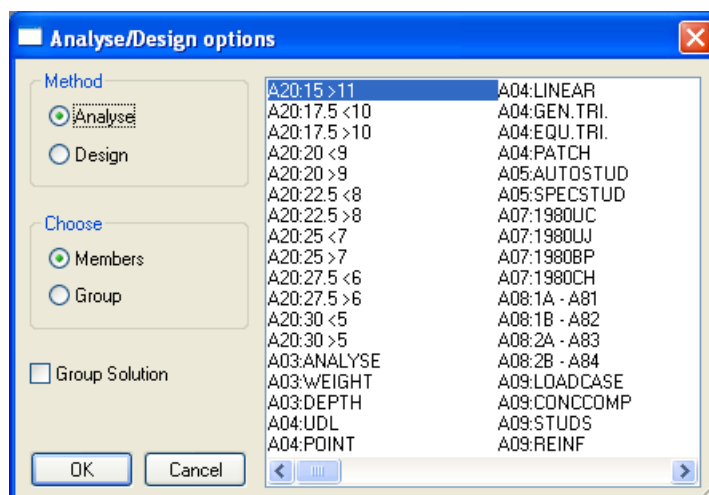 Analyse/Design options
Method
Analyse
Design
Choose
Members
Group
Group Solution
OK
Cancel
A20:15 >11
A20:17.5 <10
A20:17.5 >10
A20:20 <9
A20:20 >9
A20:22.5 <8
A20:22.5 >8
A20:25 <7
A20:25 >7
A20:27.5 <6
A20:27.5 >6
A20:30 <5
A20:30 >5
A03:ANALYSE
A03:WEIGHT
A03:DEPTH
A04:UDL
A04:POINT
A04:LINEAR
A04:GEN.TRI.
A04:EQU.TRI.
A04:PATCH
A05:AUTOSTUD
A05:SPECSTUD
A07:1980UC
A07:1980UJ
A07:1980BP
A07:1980CH
A08:1A - A81
A08:1B - A82
A08:2A - A83
A08:2B - A84
A09:LOADCASE
A09:CONCCOMP
A09:STUDS
A09:REINF